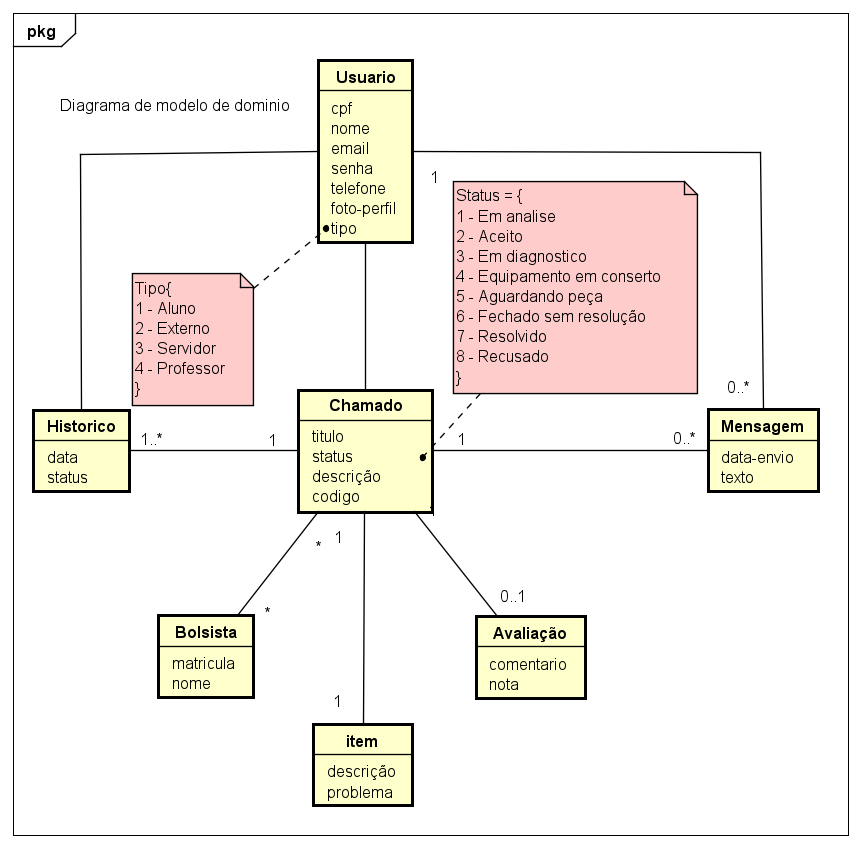 pkg
Diagrama de modelo de dominio
Usuario
cpf
nome
email
senha
telefone
foto-perfil
tipo
1
Status = {
1 - Em analise
2 - Aceito
3 - Em diagnostico
4 - Equipamento em conserto
5 - Aguardando peça
6 - Fechado sem resolução
7 - Resolvido
8 - Recusado
}
Tipo{
1 - Aluno
2 - Externo
3 - Servidor
4 - Professor
}
0..*
Historico
data
status
1..*
1
Chamado
titulo
status
descrição
codigo
1
0..*
Mensagem
data-envio
texto
*
1
1
*
0..1
Bolsista
matricula
nome
Avaliação
comentario
nota
1
item
descrição
problema